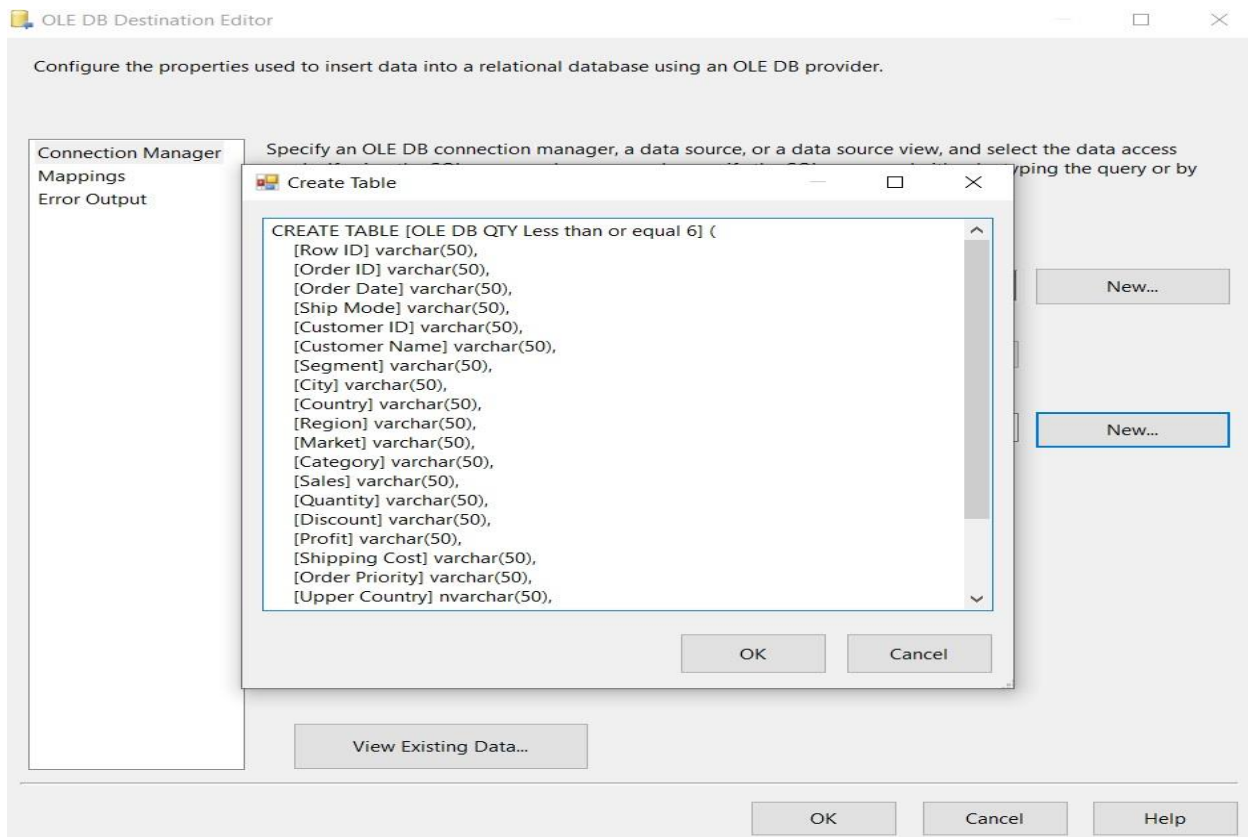 OLE DB Destination Editor
Configure the properties used to insert data into a relational database using an OLE DB provider.
Connection Manager
Mappings
Error Output
Specify an OLE DB connection manager, a data source, or a data source view, and select the data access
typing the query or by
Create Table
CREATE TABLE [OLE DB QTY Less than or equal 6] (
[Row ID] varchar(50),
[Order ID] varchar(50),
[Order Date] varchar(50),
[Ship Mode] varchar(50),
[Customer ID] varchar(50),
[Customer Name] varchar(50),
[Segment] varchar(50),
[City] varchar(50),
[Country] varchar(50),
[Region] varchar(50),
[Market] varchar(50),
[Category] varchar(50),
[Sales] varchar(50),
[Quantity] varchar(50),
[Discount] varchar(50),
[Profit] varchar(50),
[Shipping Cost] varchar(50),
[Order Priority] varchar(50),
[Upper Country] nvarchar(50),
OK Cancel
New...
New...
View Existing Data...
OK Cancel Help